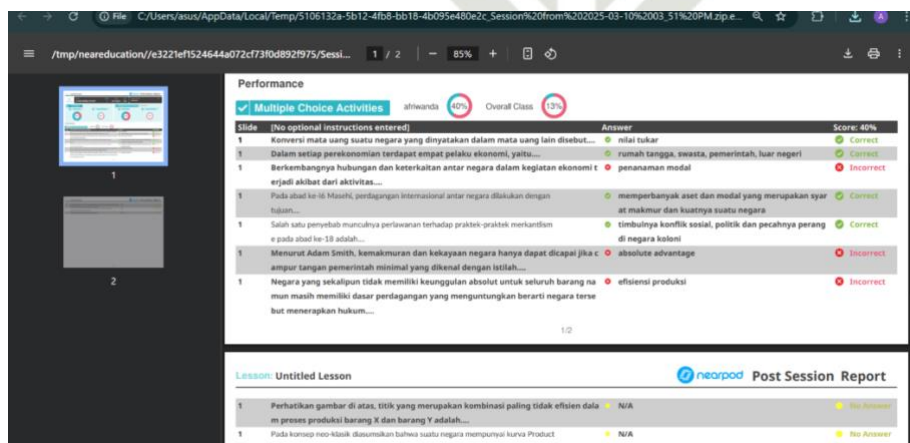 File C:/Users/asus/AppData/Local/Temp/5106132a-5b12-4fb8-bb18-4b095e480e2c_Session%20from%202025-03-10%2003_51%20PM.zip.e...
/tmp/neareducation//e3221ef1524644a072cf73f0d892f975/Sessi... 1 / 2 85%
Performance
Multiple Choice Activities afriwanda 40% Overall Class 13%
Slide [No optional instructions entered] Answer Score: 40%
1 Konversi mata uang suatu negara yang dinyatakan dalam mata uang lain disebut.... nilai tukar Correct
1 Dalam setiap perekonomian terdapat empat pelaku ekonomi, yaitu.... rumah tangga, swasta, pemerintah, luar negeri Correct
1 Berkembangnya hubungan dan keterkaitan antar negara dalam kegiatan ekonomi t penanaman modal Incorrect
erjadi akibat dari aktivitas....
1 Pada abad ke-16 Masehi, perdagangan internasional antar negara dilakukan dengan memperbanyak aset dan modal yang merupakan syar Correct
tujuan.... at makmur dan kuatnya suatu negara
1 Salah satu penyebab munculnya perlawanan terhadap praktek-praktek merkantlism timbulnya konflik sosial, politik dan pecahnya perang Correct
e pada abad ke-18 adalah.... di negara koloni
1 Menurut Adam Smith, kemakmuran dan kekayaan negara hanya dapat dicapai jika c absolute advantage Incorrect
ampur tangan pemerintah minimal yang dikenal dengan istilah....
1 Negara yang sekalipun tidak memiliki keunggulan absolut untuk seluruh barang na efisiensi produksi Incorrect
mun masih memiliki dasar perdagangan yang menguntungkan berarti negara terse
but menerapkan hukum....
1/2
1
2
Lesson: Untitled Lesson nearpod Post Session Report
1 Perhatikan gambar di atas, titik yang merupakan kombinasi paling tidak efisien dala N/A No Answer
m proses produksi barang X dan barang Y adalah....
1 Pada konsep neo-klasik diasumsikan bahwa suatu negara mempunyai kurva Product N/A No Answer